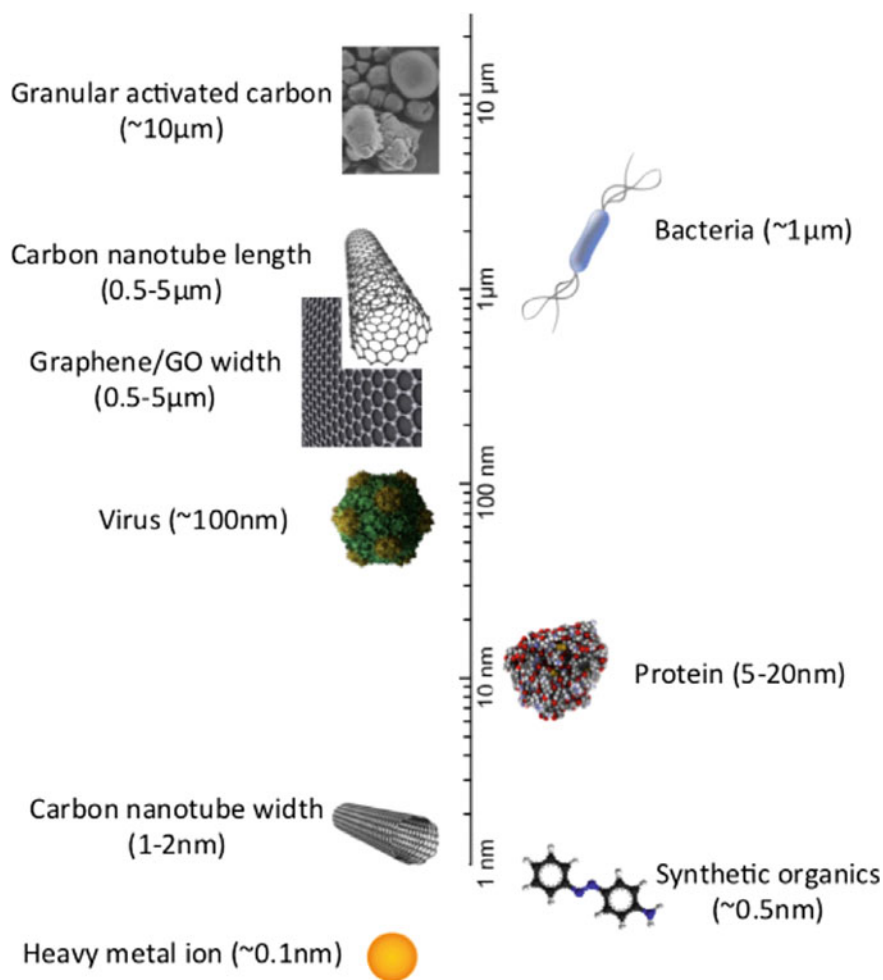 Granular activated carbon
(~10μm)
10 μm
Bacteria (~1μm)
Carbon nanotube length
(0.5-5μm)
1μm
Graphene/GO width
(0.5-5μm)
100 nm
Virus (~100nm)
Protein (5-20nm)
10 nm
Carbon nanotube width
(1-2nm)
1 nm
Synthetic organics
(~0.5nm)
Heavy metal ion (~0.1nm)